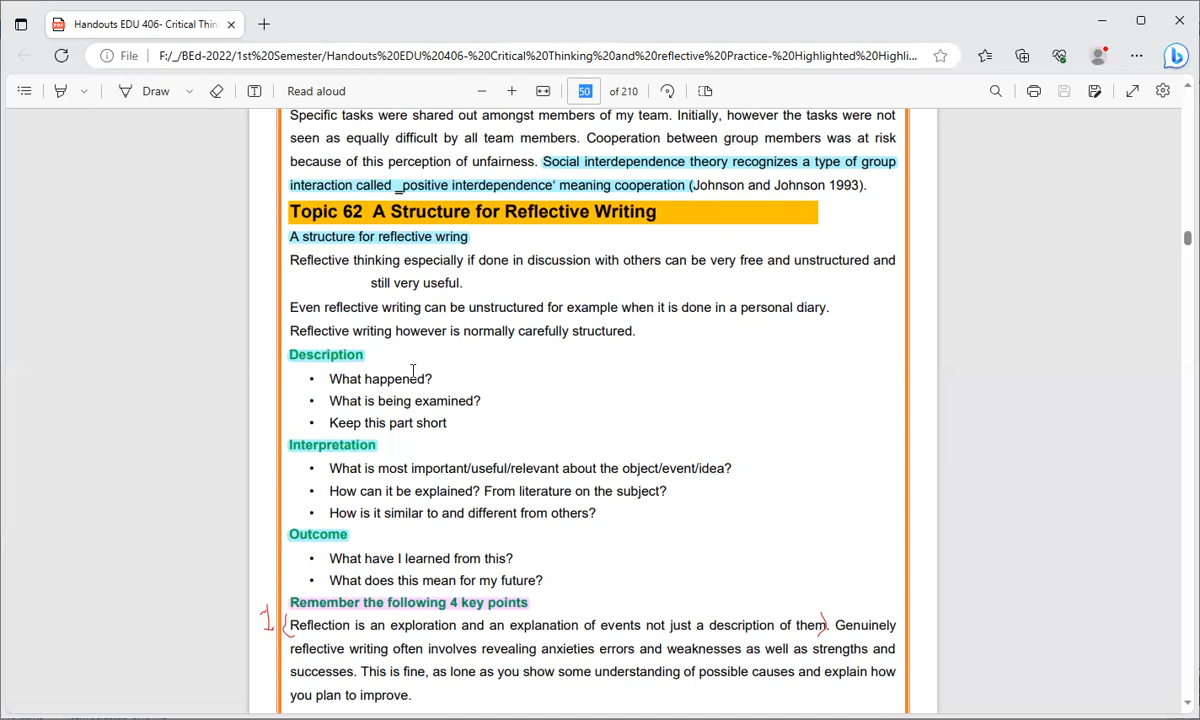 Handouts EDU 406- Critical Thin
File
F:/_/BEd-2022/1st%20Semester/Handouts%20EDU%20406-%20Critical%20Thinking%20and%20reflective%20Practice-%20Highlighted%20Highli...
Draw
Read aloud
50 of 210
Specific tasks were shared out amongst members of my team. Initially, however the tasks were not
seen as equally difficult by all team members. Cooperation between group members was at risk
because of this perception of unfairness. Social interdependence theory recognizes a type of group
interaction called _positive interdependence' meaning cooperation (Johnson and Johnson 1993).
Topic 62 A Structure for Reflective Writing
A structure for reflective wring
Reflective thinking especially if done in discussion with others can be very free and unstructured and
still very useful.
Even reflective writing can be unstructured for example when it is done in a personal diary.
Reflective writing however is normally carefully structured.
Description
• What happened?
• What is being examined?
• Keep this part short
Interpretation
• What is most important/useful/relevant about the object/event/idea?
• How can it be explained? From literature on the subject?
• How is it similar to and different from others?
Outcome
• What have I learned from this?
• What does this mean for my future?
Remember the following 4 key points
1 (Reflection is an exploration and an explanation of events not just a description of them). Genuinely
reflective writing often involves revealing anxieties errors and weaknesses as well as strengths and
successes. This is fine, as lone as you show some understanding of possible causes and explain how
you plan to improve.